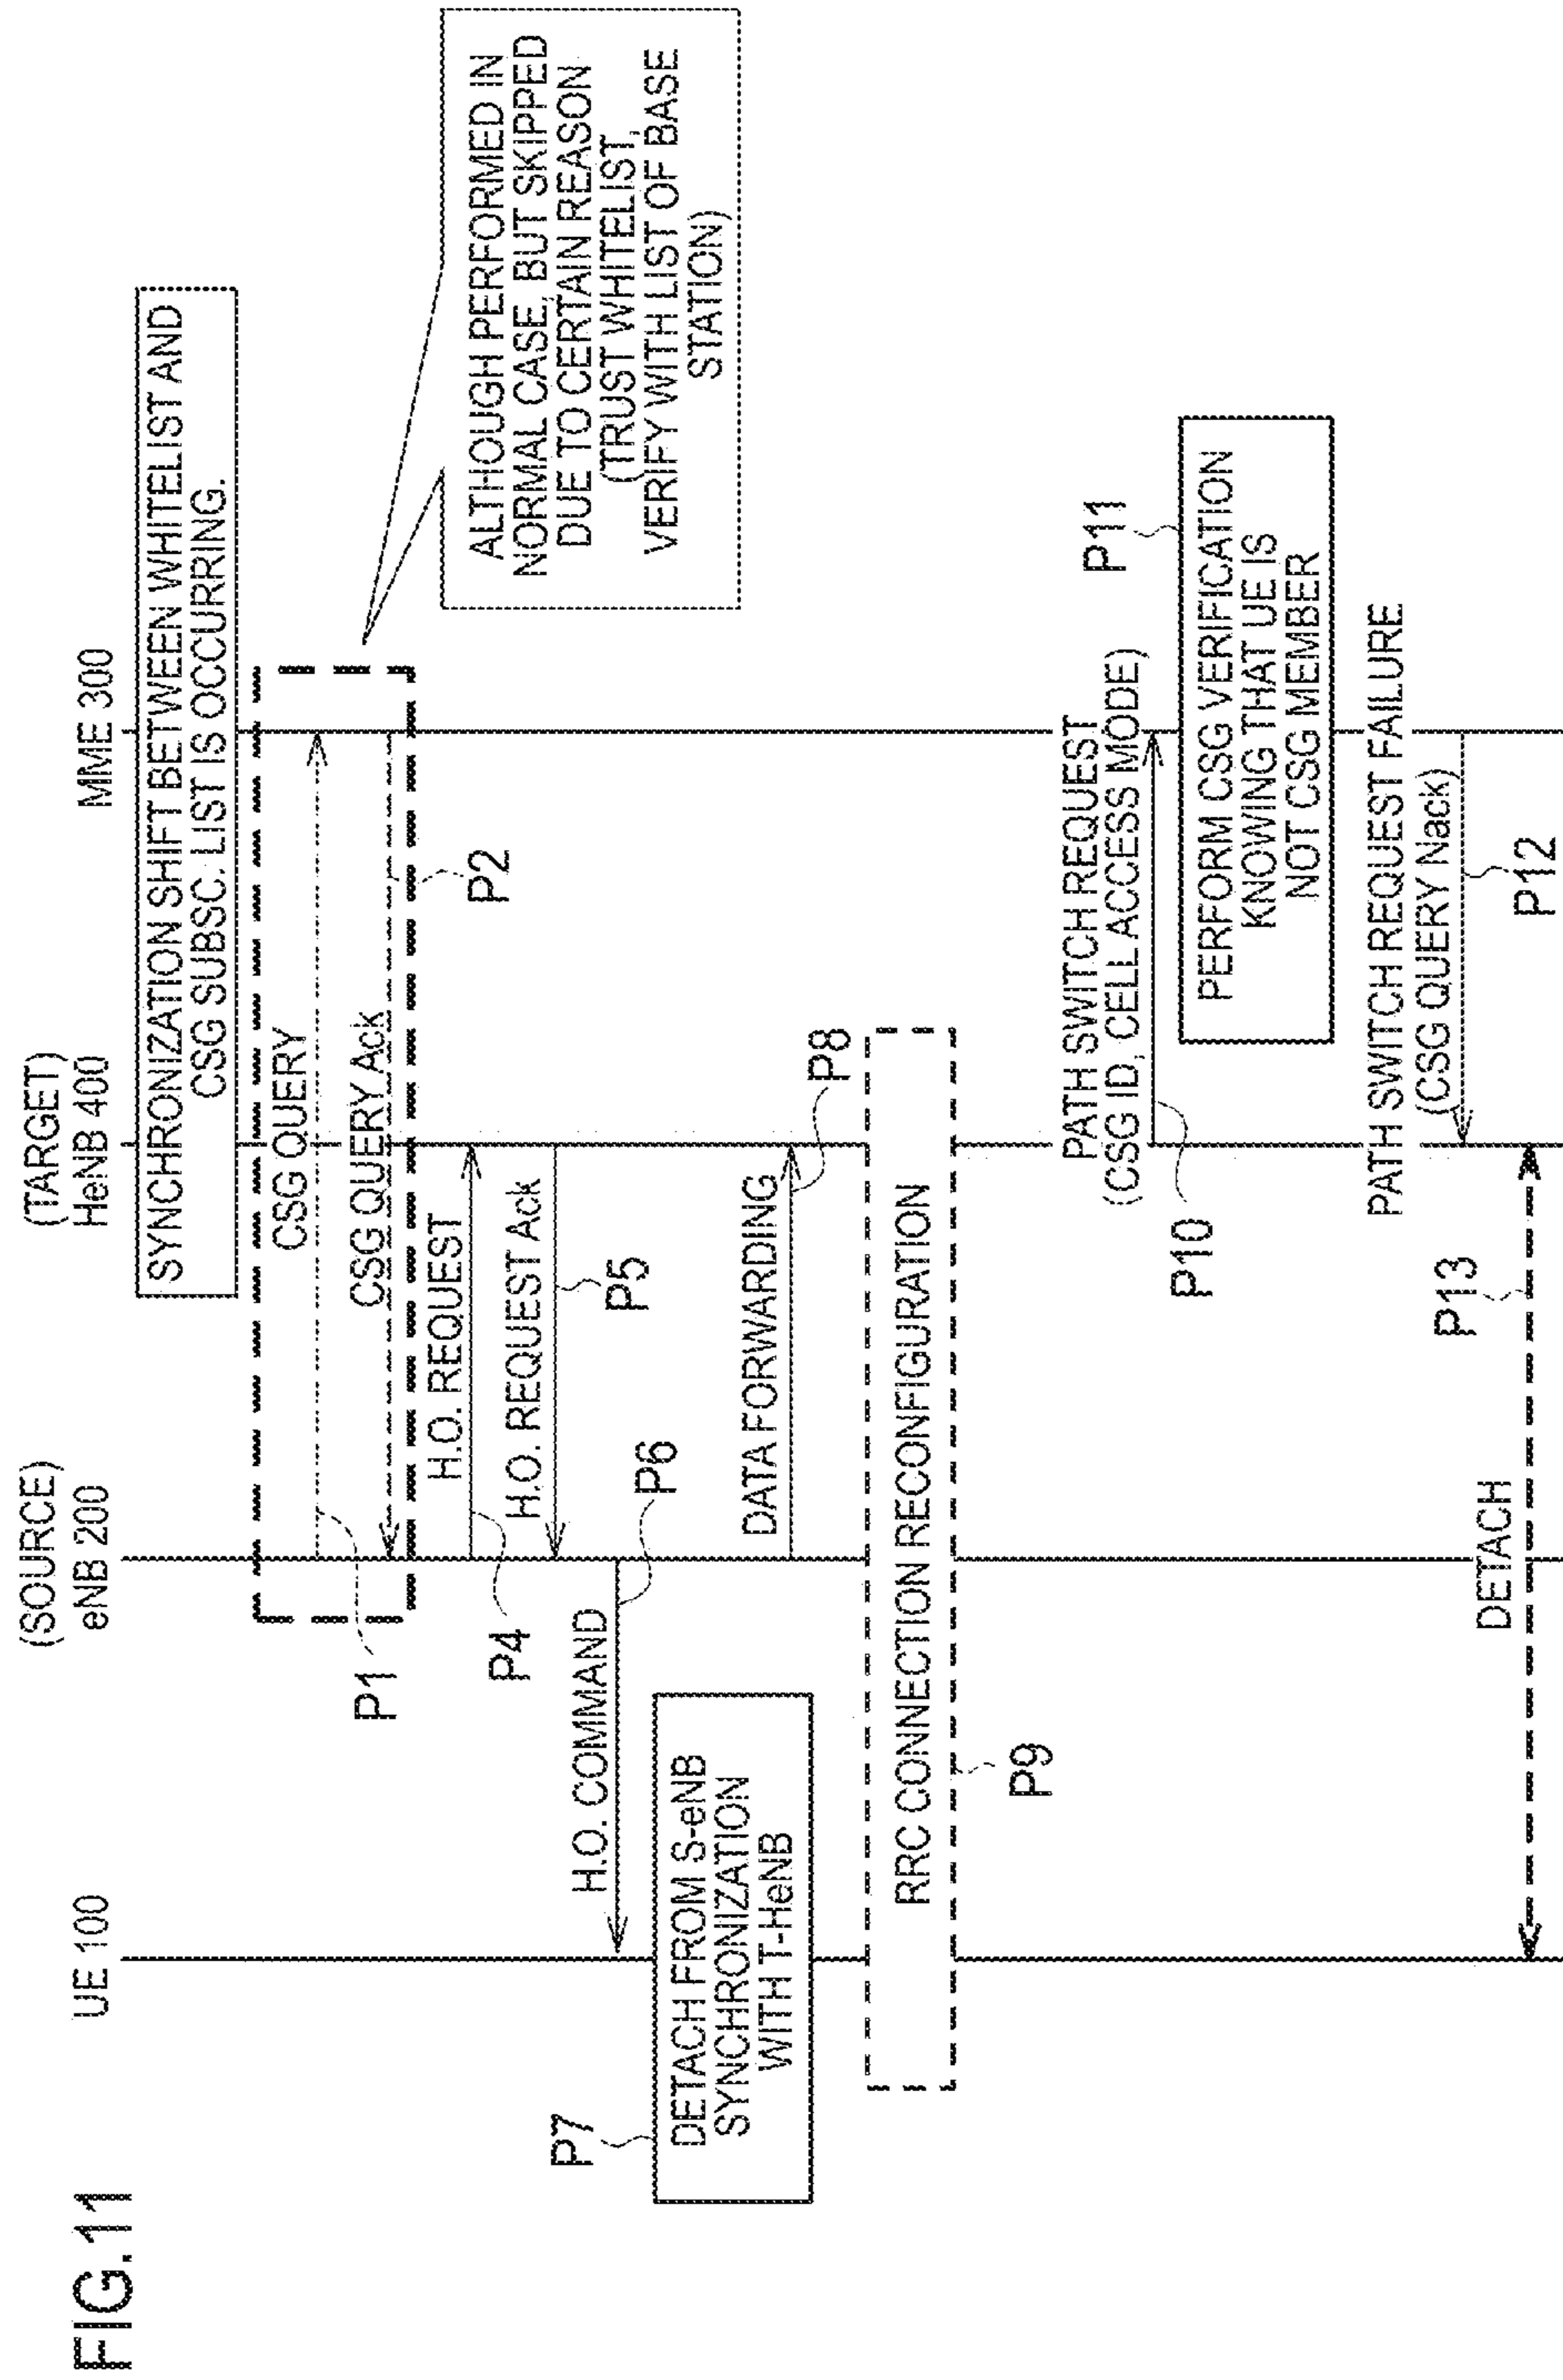 FIG.11
UE 100
(SOURCE)
eNB 200
(TARGET)
HeNB 400
MME 300
SYNCHRONIZATION SHIFT BETWEEN WHITELIST AND
CSG SUBSC. LIST IS OCCURRING.
CSG QUERY
P1
CSG QUERY Ack
P2
ALTHOUGH PERFORMED IN
NORMAL CASE, BUT SKIPPED
DUE TO CERTAIN REASON
(TRUST WHITELIST,
VERIFY WITH LIST OF BASE
STATION)
H.O. REQUEST
P4
H.O. REQUEST Ack
P5
H.O. COMMAND
P6
P7
DETACH FROM S-eNB
SYNCHRONIZATION
WITH T-HeNB
DATA FORWARDING
P8
RRC CONNECTION RECONFIGURATION
P9
PATH SWITCH REQUEST
(CSG ID, CELL ACCESS MODE)
P10
P11
PERFORM CSG VERIFICATION
KNOWING THAT UE IS
NOT CSG MEMBER
PATH SWITCH REQUEST FAILURE
(CSG QUERY Nack)
P12
DETACH
P13